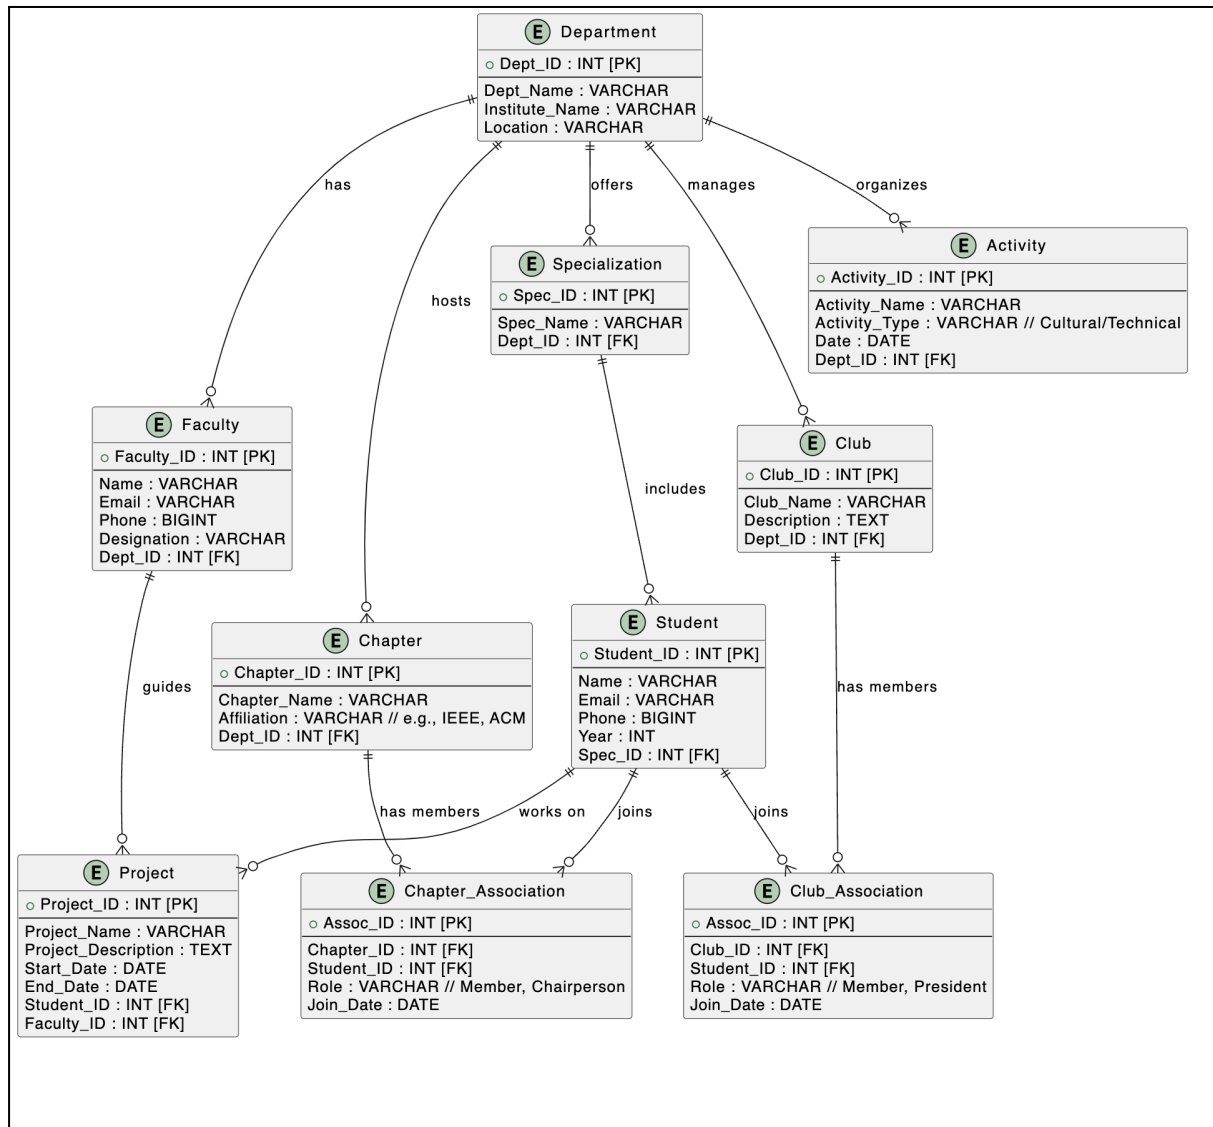 E Department
Dept_ID : INT [PK]
Dept_Name : VARCHAR
Institute_Name : VARCHAR
Location : VARCHAR
has
offers
manages
organizes
hosts
E Specialization
Spec_ID : INT [PK]
Spec_Name : VARCHAR
Dept_ID : INT [FK]
E Activity
Activity_ID : INT [PK]
Activity_Name : VARCHAR
Activity_Type : VARCHAR // Cultural/Technical
Date : DATE
Dept_ID : INT [FK]
E Faculty
Faculty_ID : INT [PK]
Name : VARCHAR
Email : VARCHAR
Phone : BIGINT
Designation : VARCHAR
Dept_ID : INT [FK]
includes
E Club
Club_ID : INT [PK]
Club_Name : VARCHAR
Description : TEXT
Dept_ID : INT [FK]
guides
E Chapter
Chapter_ID : INT [PK]
Chapter_Name : VARCHAR
Affiliation : VARCHAR // e.g., IEEE, ACM
Dept_ID : INT [FK]
E Student
Student_ID : INT [PK]
Name : VARCHAR
Email : VARCHAR
Phone : BIGINT
Year : INT
Spec_ID : INT [FK]
has members
has members
works on
joins
joins
E Project
Project_ID : INT [PK]
Project_Name : VARCHAR
Project_Description : TEXT
Start_Date : DATE
End_Date : DATE
Student_ID : INT [FK]
Faculty_ID : INT [FK]
E Chapter_Association
Assoc_ID : INT [PK]
Chapter_ID : INT [FK]
Student_ID : INT [FK]
Role : VARCHAR // Member, Chairperson
Join_Date : DATE
E Club_Association
Assoc_ID : INT [PK]
Club_ID : INT [FK]
Student_ID : INT [FK]
Role : VARCHAR // Member, President
Join_Date : DATE